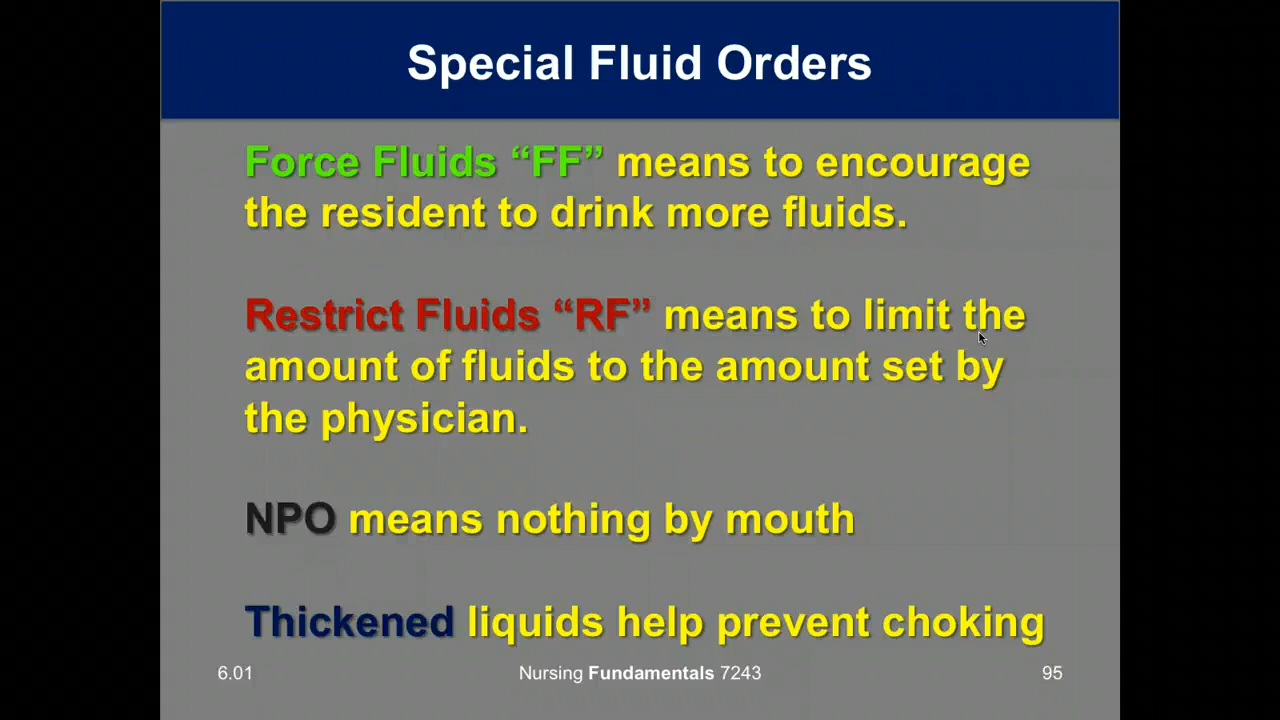 Special Fluid Orders
Force Fluids “FF” means to encourage
the resident to drink more fluids.
Restrict Fluids “RF” means to limit the
amount of fluids to the amount set by
the physician.
NPO means nothing by mouth
Thickened liquids help prevent choking
6.01 Nursing Fundamentals 7243 95